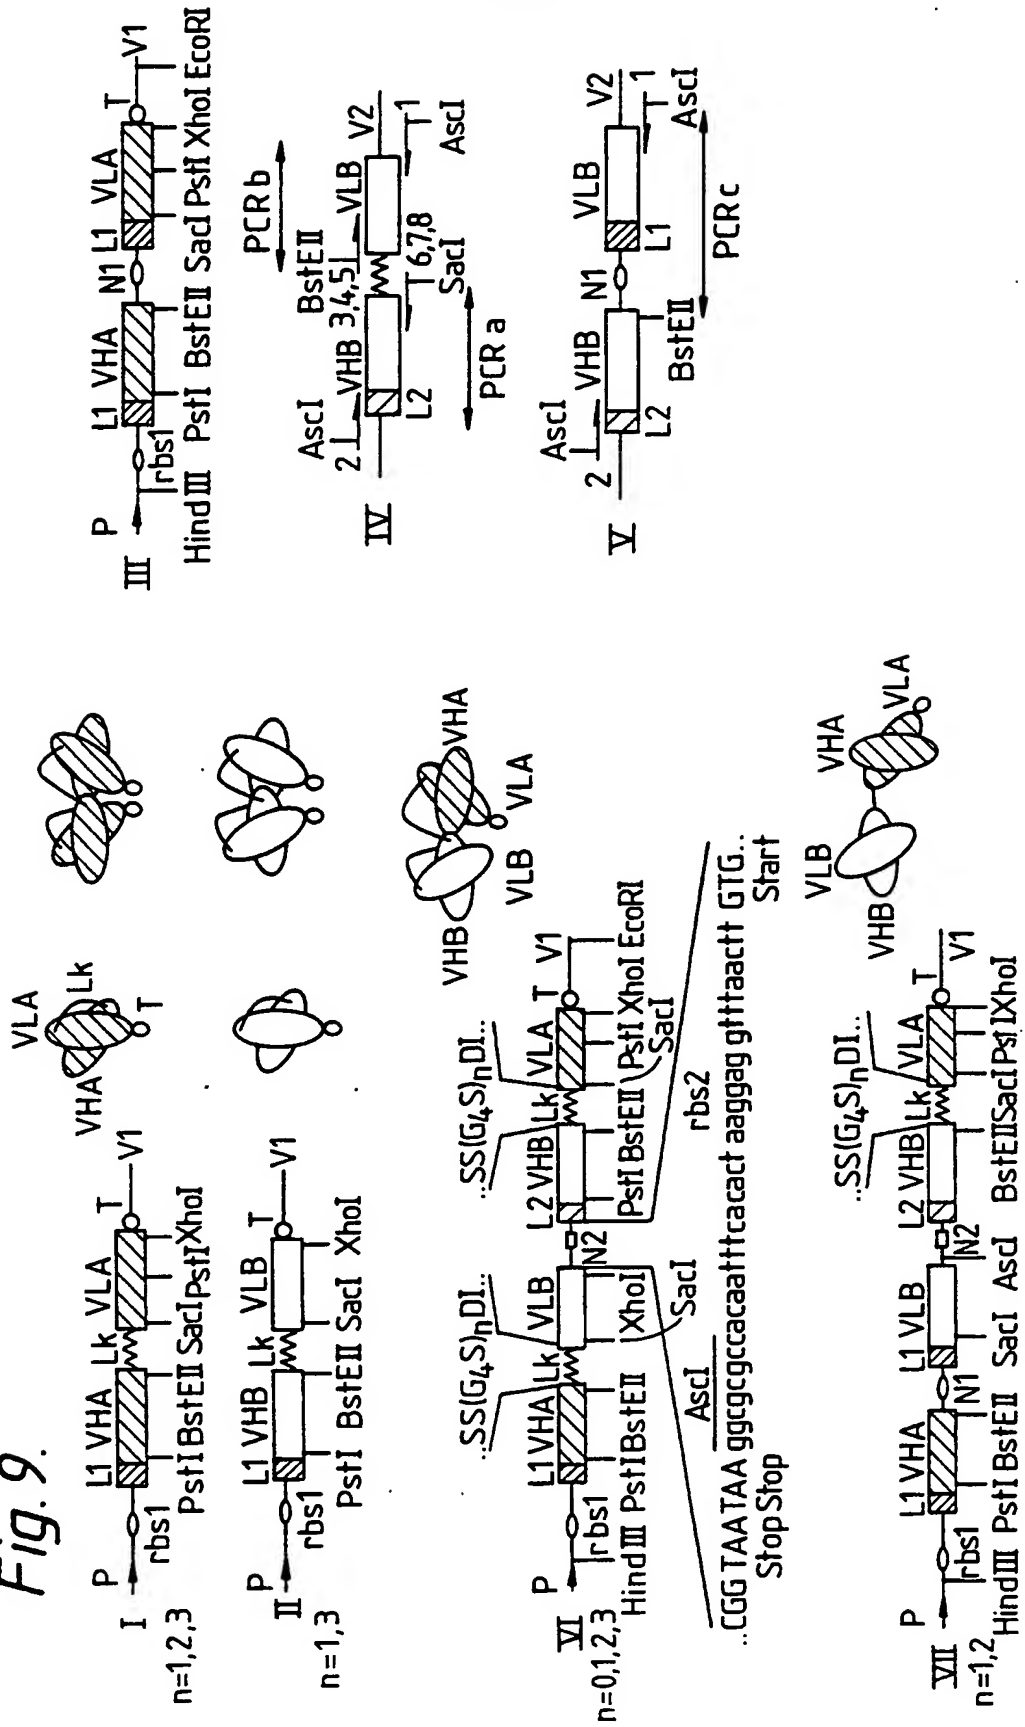 Fig. 9.
VLA
VHA
Lk
T
P
I
rbs1
L1 VHA Lk VLA T V1
PstI BstEII SacI PstI XhoI
n=1,2,3
P
II
rbs1
L1 VHB Lk VLB T V1
PstI BstEII SacI XhoI
n=1,3
VHB
VLB
VHA
VLA
..SS(G4S)nDI..
..SS(G4S)nDI..
P
VI
n=0,1,2,3
rbs1
L1 VHA Lk VLB N2 L2 VHB Lk VLA T V1
HindIII PstI BstEII XhoI PstI BstEII PstI XhoI EcoRI
SacI
SacI
AscI
rbs2
..CGG TAA TAA ggcgcgccacaatttcacact aaggag gtttaactt GTG..
Stop Stop
Start
VHB
VLB
VHA
VLA
..SS(G4S)nDI..
P
VII
n=1,2
rbs1
L1 VHA N1 L1 VLB N2 L2 VHB Lk VLA T V1
HindIII PstI BstEII SacI AscI BstEII SacI PstI XhoI
P
III
rbs1
L1 VHA N1 L1 VLA T V1
HindIII PstI BstEII SacI PstI XhoI EcoRI
PCR b
BstEII
AscI
2
VHB 3,4,5 VLB V2
IV
L2
6,7,8
SacI
1
AscI
PCR a
AscI
2
VHB N1 VLB V2
V
L2
BstEII
L1
1
AscI
PCR c